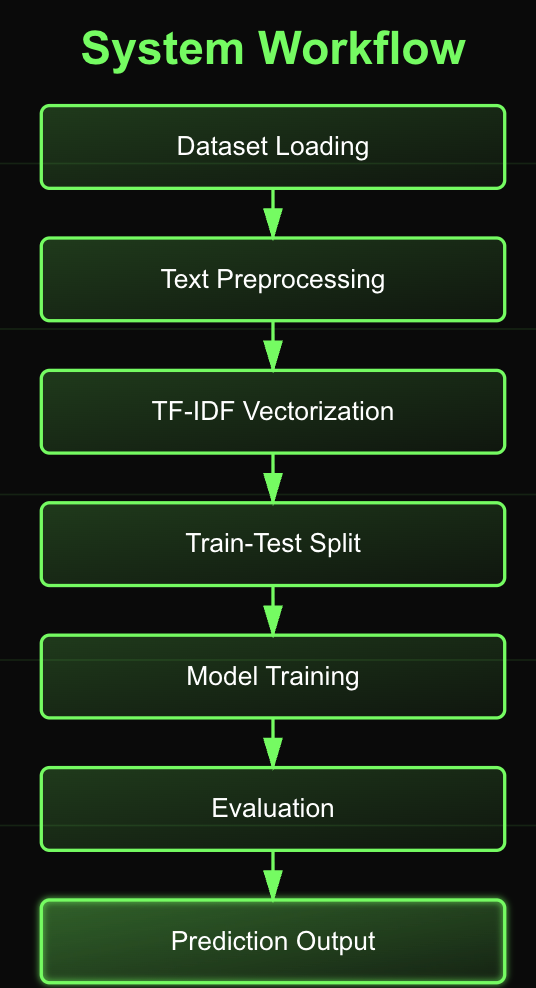 System Workflow
Dataset Loading
Text Preprocessing
TF-IDF Vectorization
Train-Test Split
Model Training
Evaluation
Prediction Output